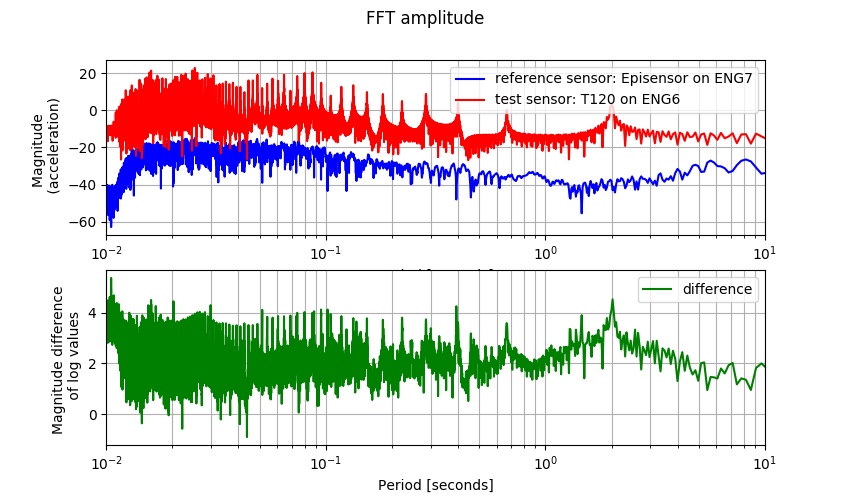 FFT amplitude
Magnitude
(acceleration)
20
0
−20
−40
−60
reference sensor: Episensor on ENG7
test sensor: T120 on ENG6
10⁻²
10⁻¹
10⁰
10¹
Magnitude difference
of log values
4
2
0
difference
10⁻²
10⁻¹
10⁰
10¹
Period [seconds]